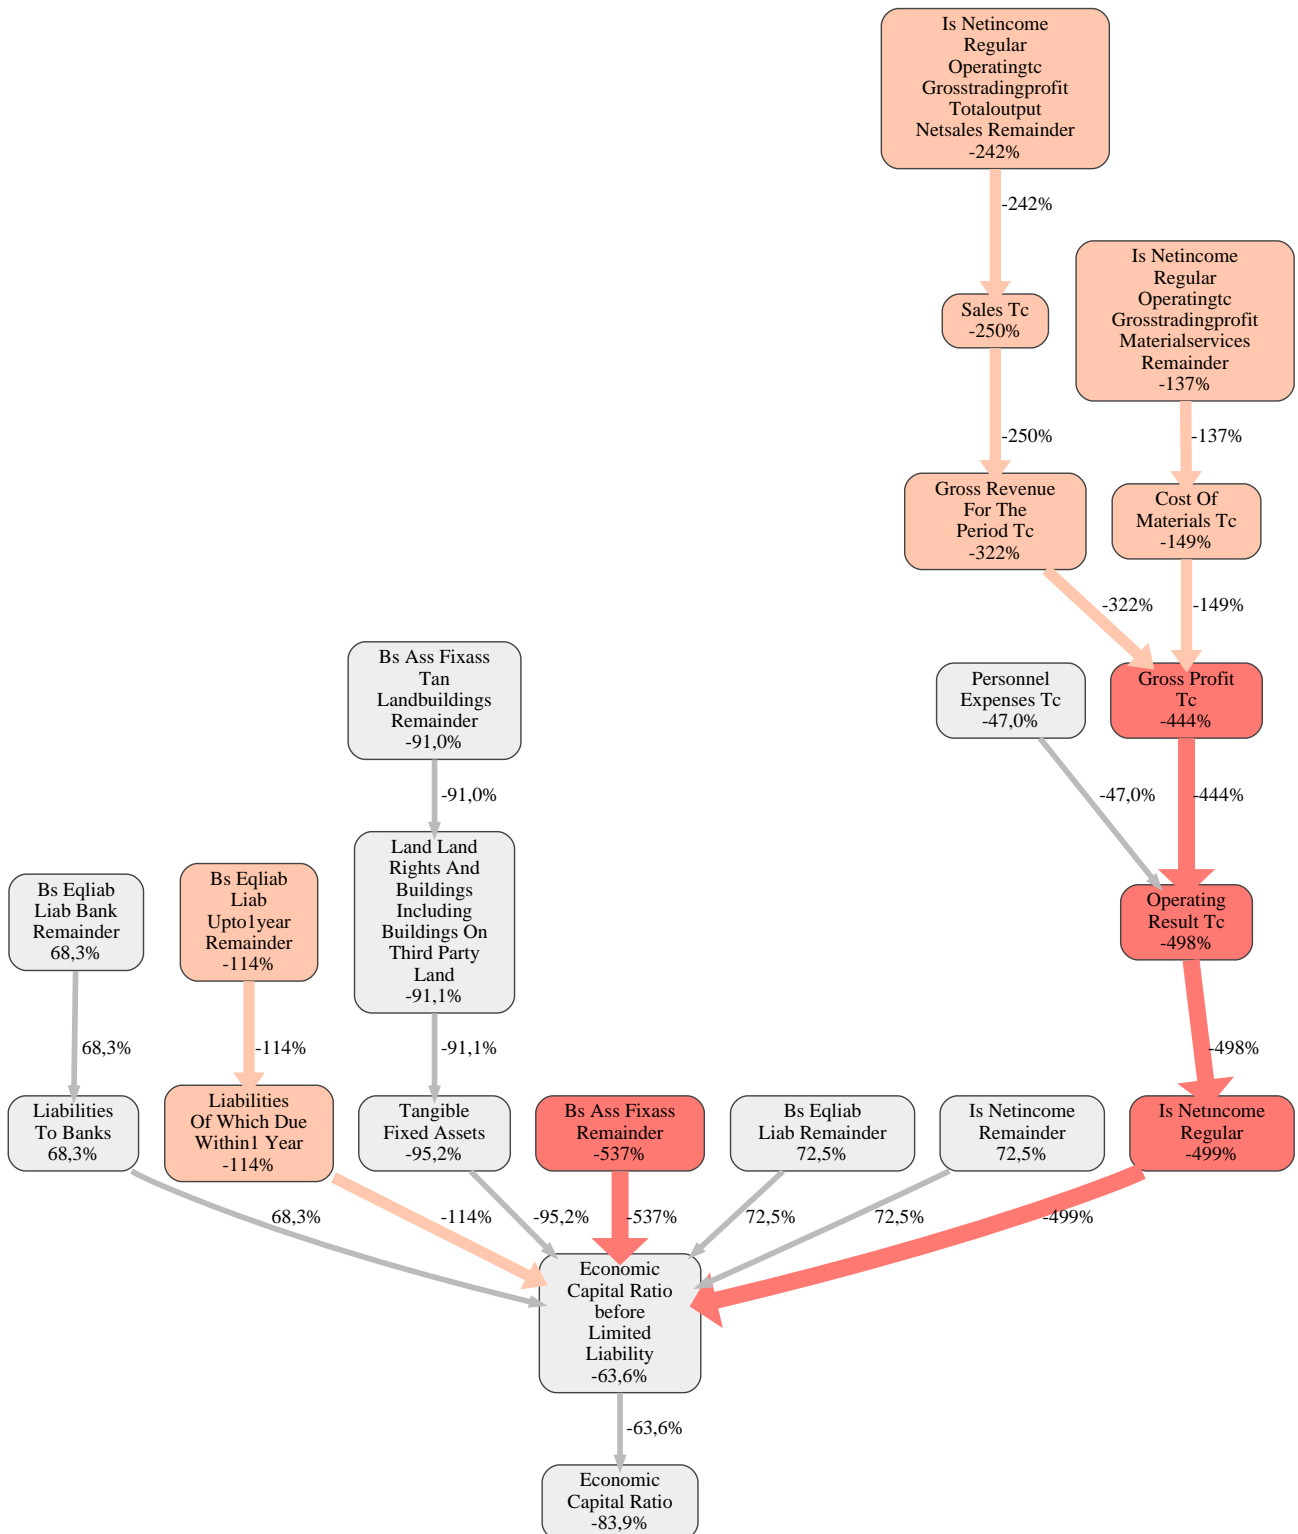 Is Netincome
Regular
Operatingtc
Grosstradingprofit
Totaloutput
Netsales Remainder
-242%
-242%
Is Netincome
Regular
Operatingtc
Grosstradingprofit
Materialservices
Remainder
-137%
Sales Tc
-250%
-250%
-137%
Gross Revenue
For The
Period Tc
-322%
Cost Of
Materials Tc
-149%
-322%
-149%
Bs Ass Fixass
Tan
Landbuildings
Remainder
-91,0%
Personnel
Expenses Tc
-47,0%
Gross Profit
Tc
-444%
-91,0%
-47,0%
-444%
Land Land
Rights And
Buildings
Including
Buildings On
Third Party
Land
-91,1%
Bs Eqliab
Liab Bank
Remainder
68,3%
Bs Eqliab
Liab
Upto1year
Remainder
-114%
Operating
Result Tc
-498%
68,3%
-114%
-91,1%
-498%
Liabilities
To Banks
68,3%
Liabilities
Of Which Due
Within1 Year
-114%
Tangible
Fixed Assets
-95,2%
Bs Ass Fixass
Remainder
-537%
Bs Eqliab
Liab Remainder
72,5%
Is Netincome
Remainder
72,5%
Is Netincome
Regular
-499%
68,3%
-114%
-95,2%
-537%
72,5%
72,5%
-499%
Economic
Capital Ratio
before
Limited
Liability
-63,6%
-63,6%
Economic
Capital Ratio
-83,9%